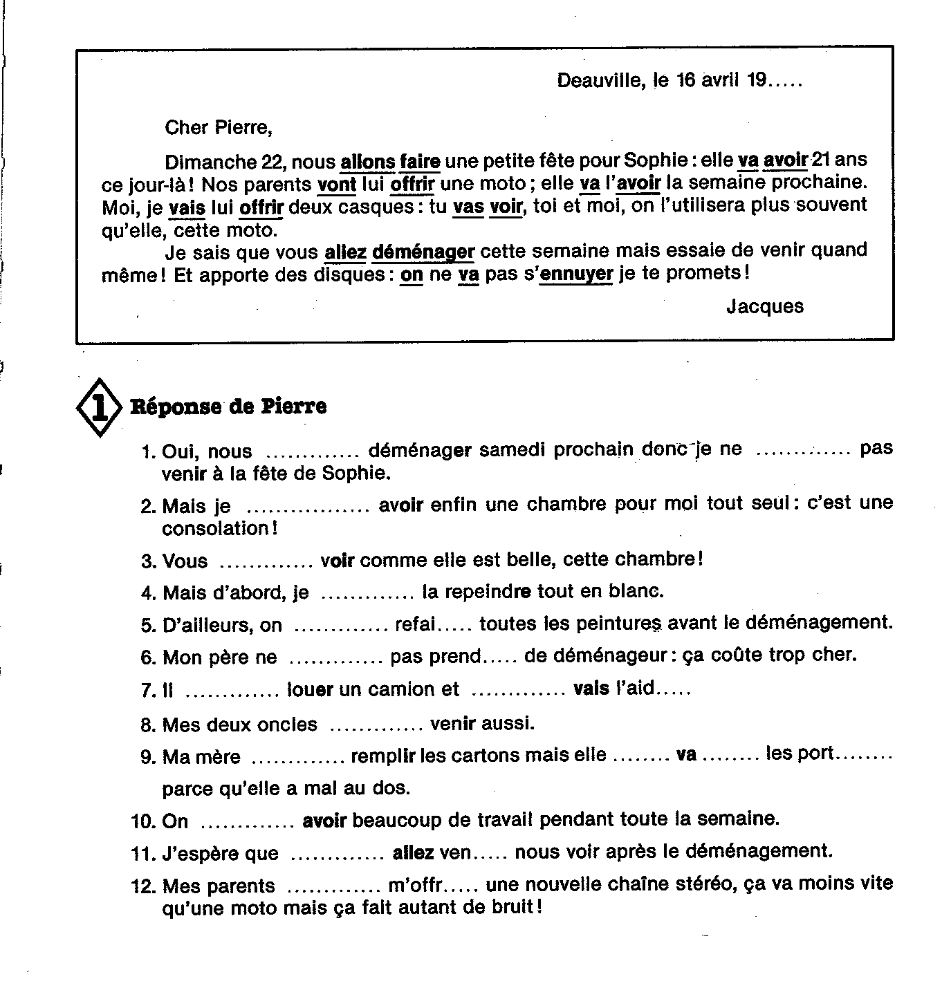 Deauville, le 16 avril 19.....
Cher Pierre,
Dimanche 22, nous allons faire une petite fête pour Sophie : elle va avoir 21 ans
ce jour-là ! Nos parents vont lui offrir une moto ; elle va l'avoir la semaine prochaine.
Moi, je vais lui offrir deux casques : tu vas voir, toi et moi, on l'utilisera plus souvent
qu'elle, cette moto.
Je sais que vous allez déménager cette semaine mais essaie de venir quand
même ! Et apporte des disques : on ne va pas s'ennuyer je te promets !
Jacques
1 Réponse de Pierre
1. Oui, nous ............. déménager samedi prochain donc je ne ............. pas
venir à la fête de Sophie.
2. Mais je ................. avoir enfin une chambre pour moi tout seul : c'est une
consolation !
3. Vous ............. voir comme elle est belle, cette chambre !
4. Mais d'abord, je ............. la repeindre tout en blanc.
5. D'ailleurs, on ............. refai..... toutes les peintures avant le déménagement.
6. Mon père ne ............. pas prend..... de déménageur : ça coûte trop cher.
7. Il ............. louer un camion et ............. vais l'aid.....
8. Mes deux oncles ............. venir aussi.
9. Ma mère ............. remplir les cartons mais elle ........ va ........ les port........
parce qu'elle a mal au dos.
10. On ............. avoir beaucoup de travail pendant toute la semaine.
11. J'espère que ............. allez ven..... nous voir après le déménagement.
12. Mes parents ............. m'offr..... une nouvelle chaîne stéréo, ça va moins vite
qu'une moto mais ça fait autant de bruit !